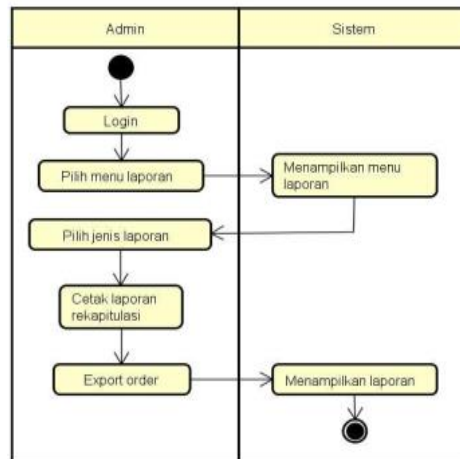 Admin
Sistem
Login
Pilih menu laporan
Menampilkan menu
laporan
Pilih jenis laporan
Cetak laporan
rekapitulasi
Export order
Menampilkan laporan